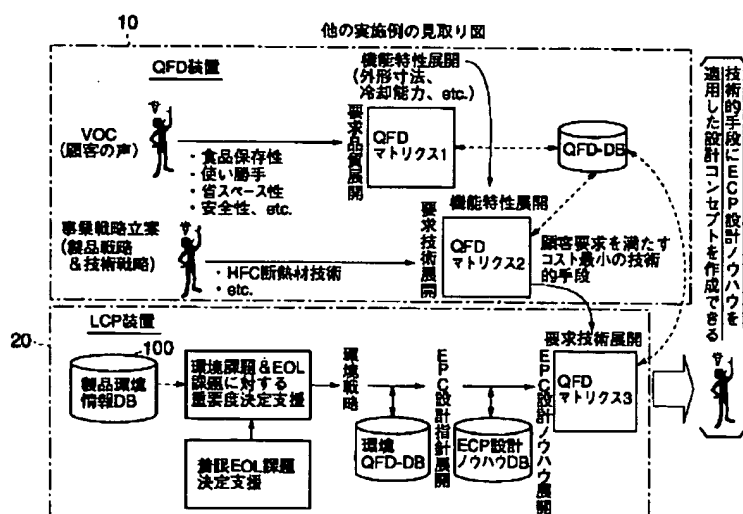 他の実施例の見取り図
10
QFD装置
VOC
(顧客の声)
・食品保存性
・使い勝手
・省スペース性
・安全性、etc.
機能特性展開
(外形寸法、
冷却能力、etc.)
要求品質展開
QFD
マトリクス1
QFD-DB
事業戦略立案
(製品戦略
&技術戦略)
・HFC断熱材技術
・etc.
機能特性展開
要求技術展開
QFD
マトリクス2
顧客要求を満たす
コスト最小の技術
的手段
技術的手段にECP設計ノウハウを
適用した設計コンセプトを作成できる
20
LCP装置
100
製品環境
情報DB
環境課題&EOL
課題に対する
重要度決定支援
着眼EOL課題
決定支援
環境戦略
環境
QFD-DB
EPC設計指針展開
ECP設計
ノウハウDB
EPC設計ノウハウ展開
要求技術展開
QFD
マトリクス3